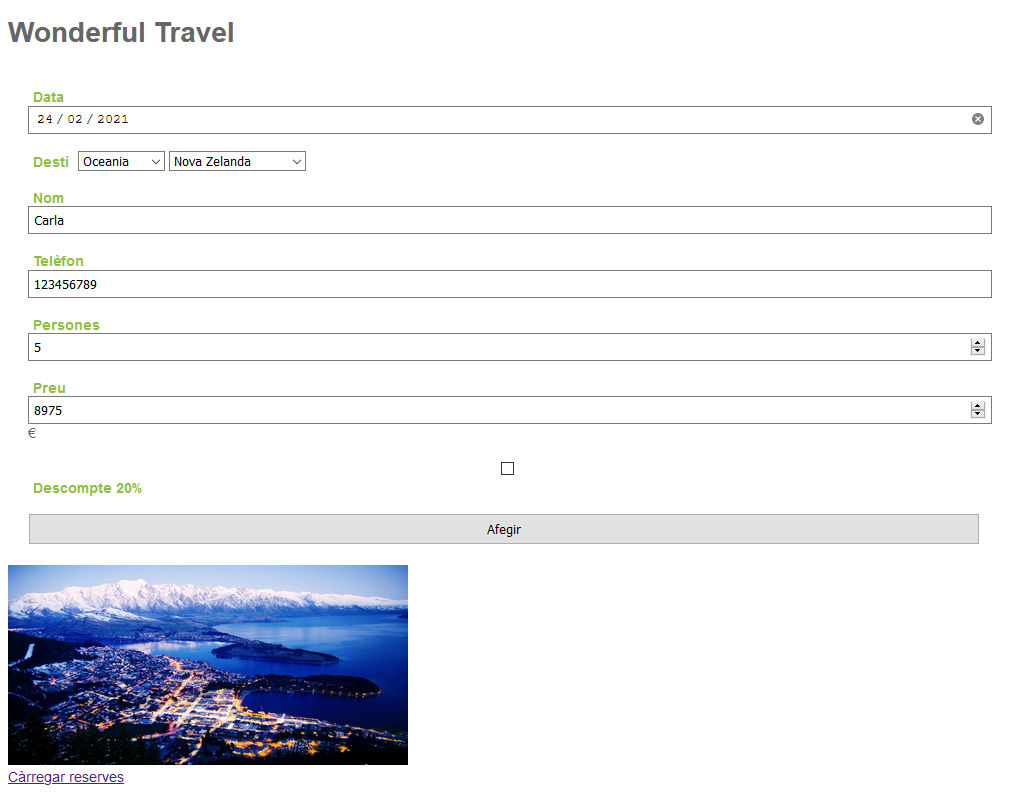 Wonderful Travel
Data
24 / 02 / 2021
Destí Oceania Nova Zelanda
Nom
Carla
Telèfon
123456789
Persones
5
Preu
8975
€
Descompte 20%
Afegir
Càrregar reserves